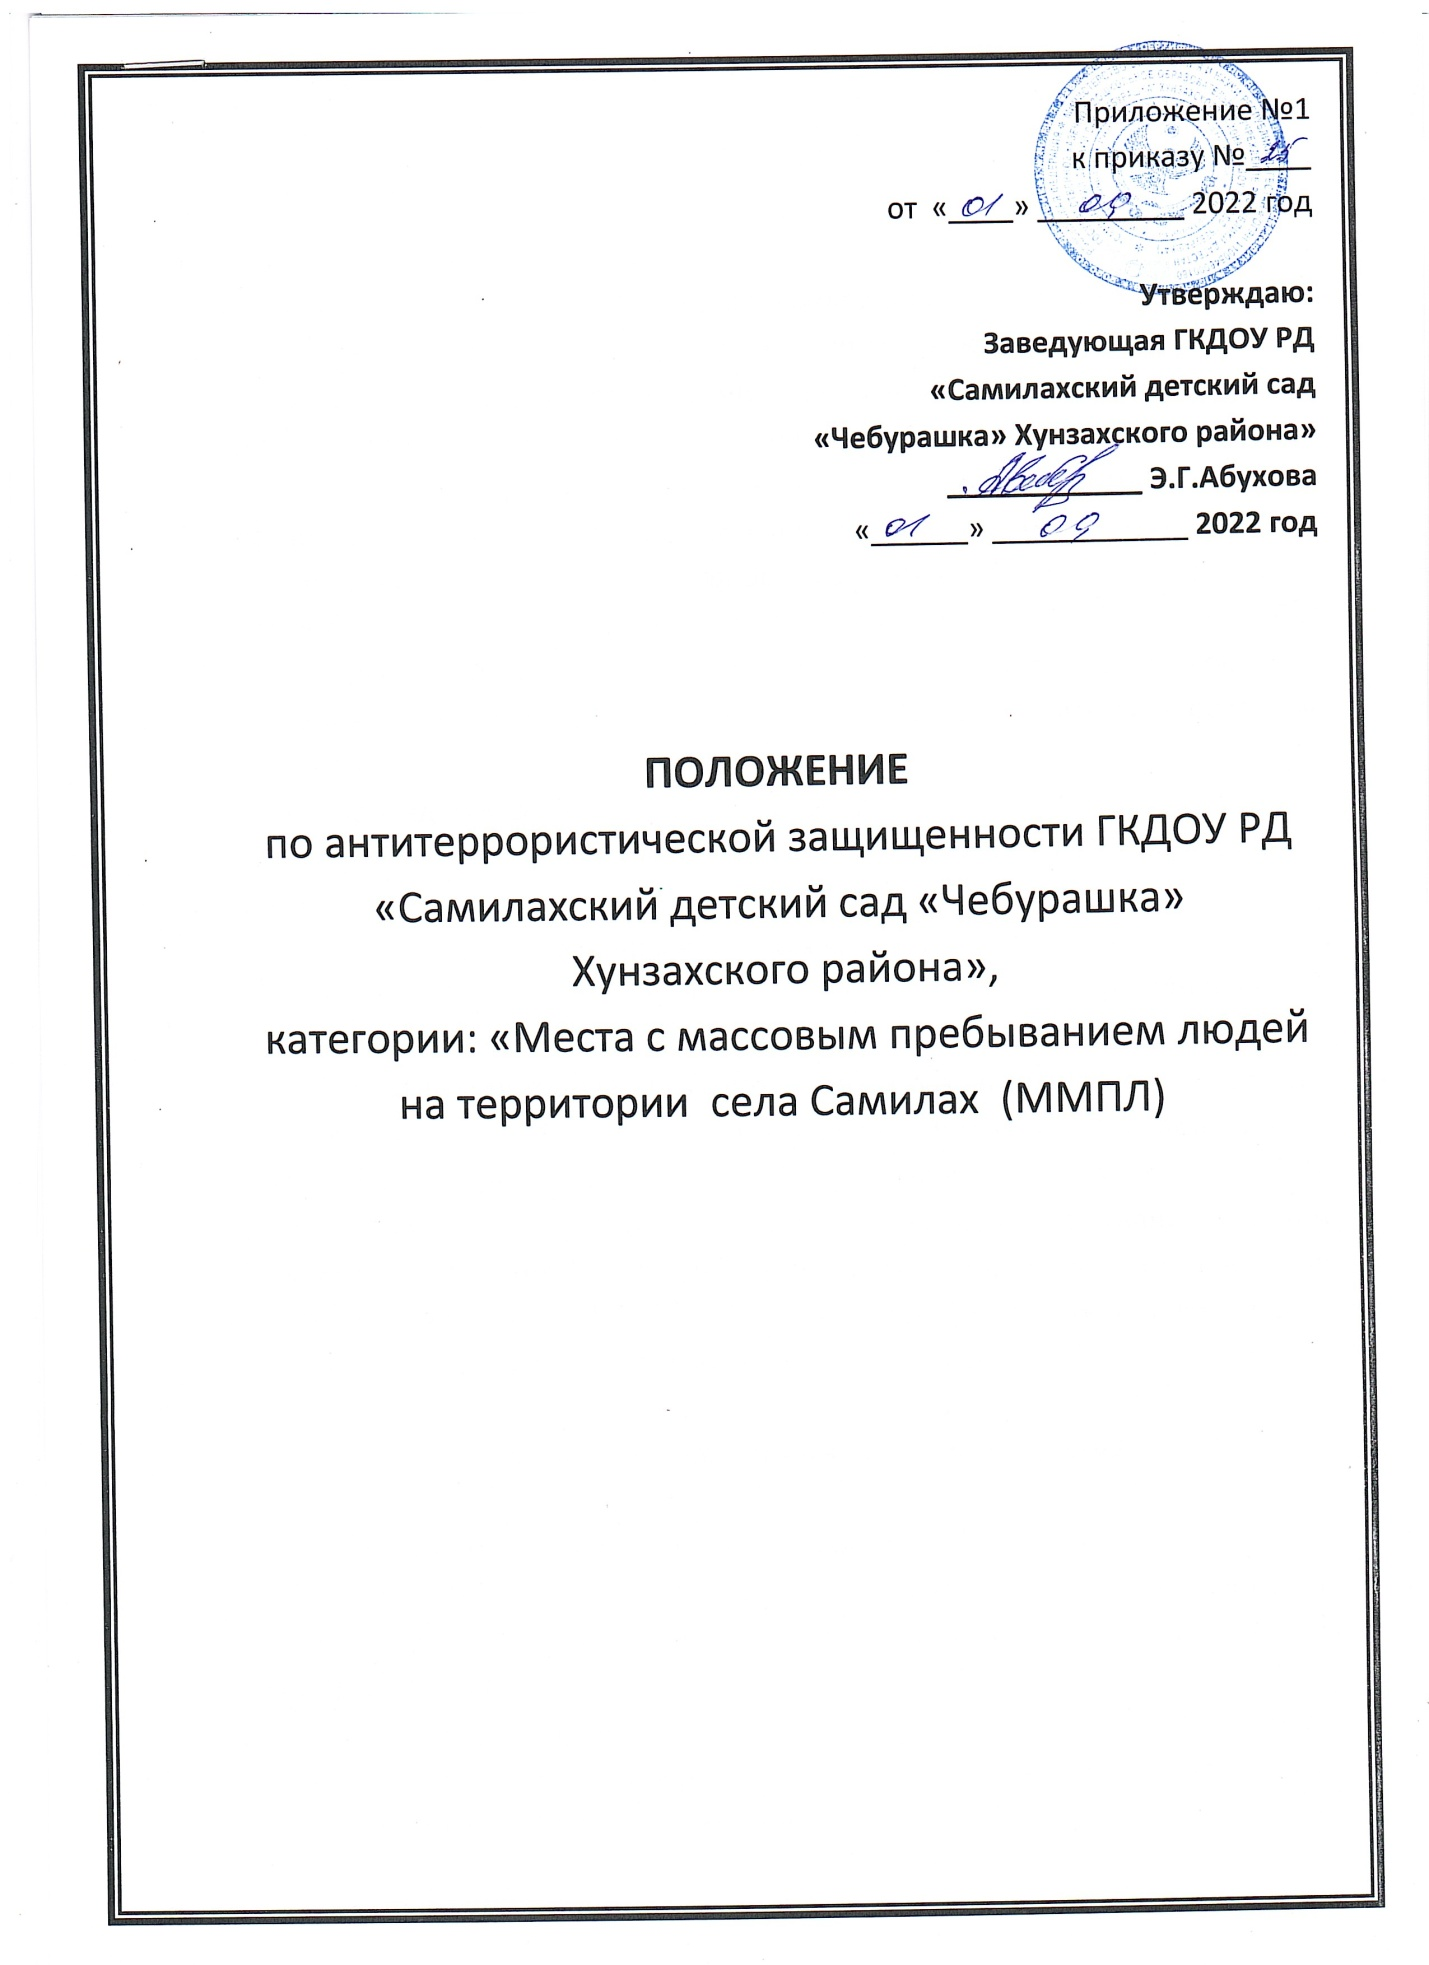 Приложение №1
к приказу № 25
от «01» 09 2022 год
Утверждаю:
Заведующая ГКДОУ РД
«Самилахский детский сад
«Чебурашка» Хунзахского района»
Э.Г.Абухова
«01» 09 2022 год
ПОЛОЖЕНИЕ
по антитеррористической защищенности ГКДОУ РД
«Самилахский детский сад «Чебурашка»
Хунзахского района»,
категории: «Места с массовым пребыванием людей
на территории села Самилах (ММПЛ)